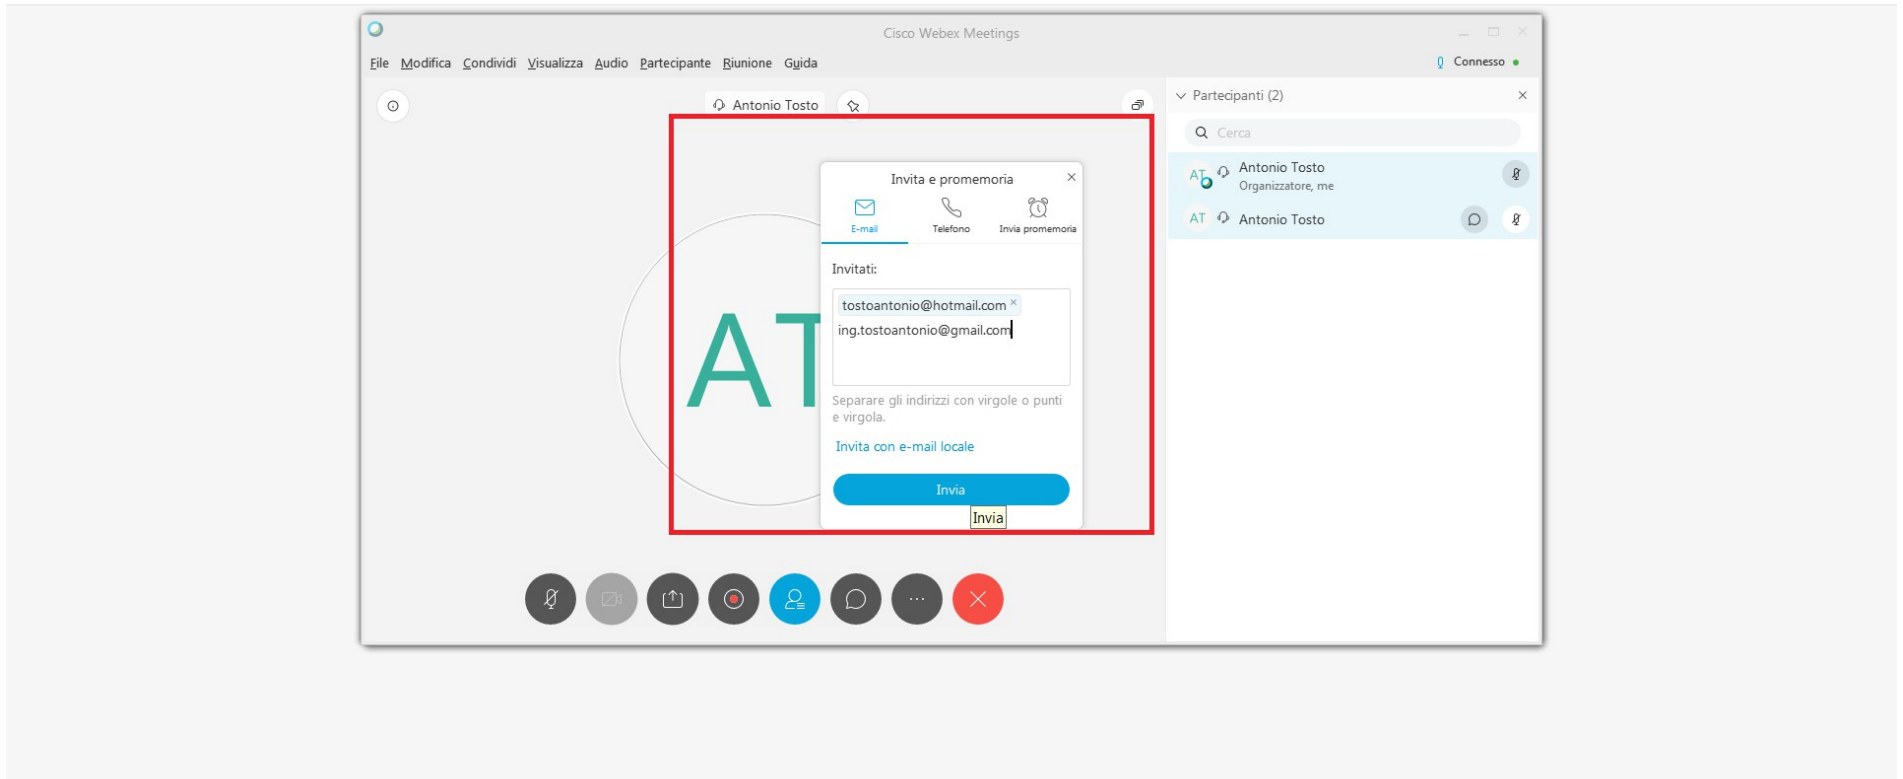 Cisco Webex Meetings
File Modifica Condividi Visualizza Audio Partecipante Riunione Guida
Connesso
Antonio Tosto
Partecipanti (2)
Cerca
AT Antonio Tosto
Organizzatore, me
AT Antonio Tosto
AT
Invita e promemoria
E-mail Telefono Invia promemoria
Invitati:
tostoantonio@hotmail.com
ing.tostoantonio@gmail.com
Separare gli indirizzi con virgole o punti
e virgola.
Invita con e-mail locale
Invia
Invia